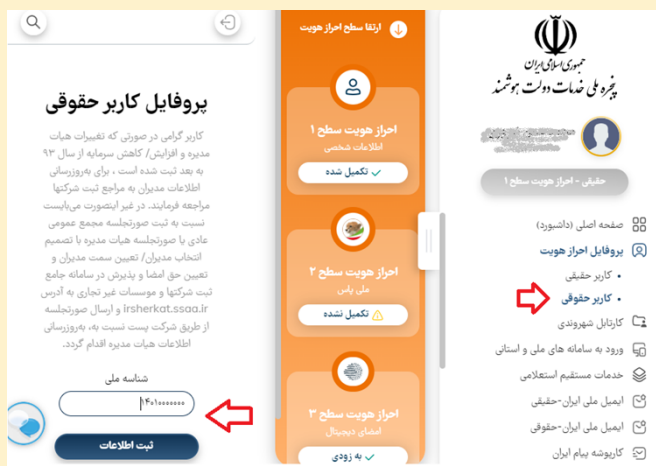 جمهوری اسلامی ایران
پنجره ملی خدمات دولت هوشمند
حقیقی - احراز هویت سطح ۱
صفحه اصلی (داشبورد)
پروفایل احراز هویت
• کاربر حقیقی
• کاربر حقوقی
کارتابل شهروندی
ورود به سامانه های ملی و استانی
خدمات مستقیم استعلامی
ایمیل ملی ایران-حقیقی
ایمیل ملی ایران-حقوقی
کارپوشه پیام ایران
ارتقا سطح احراز هویت
احراز هویت سطح ۱
اطلاعات شخصی
تکمیل شده
احراز هویت سطح ۲
ملی پاس
تکمیل نشده
احراز هویت سطح ۳
امضای دیجیتال
به زودی
پروفایل کاربر حقوقی
کاربر گرامی در صورتی که تغییرات هیات
مدیره و افزایش/ کاهش سرمایه از سال ۹۳
به بعد ثبت شده است ، برای به‌روزرسانی
اطلاعات مدیران به مراجع ثبت شرکتها
مراجعه فرمایند. در غیر اینصورت می‌بایست
نسبت به ثبت صورتجلسه مجمع عمومی
عادی یا صورتجلسه هیات مدیره با تصمیم
انتخاب مدیران/ تعیین سمت مدیران و
تعیین حق امضا و پذیرش در سامانه جامع
ثبت شرکتها و موسسات غیر تجاری به آدرس
irsherkat.ssaa.ir و ارسال صورتجلسه
از طریق شرکت پست نسبت به، به‌روزرسانی
اطلاعات هیات مدیره اقدام گردد.
شناسه ملی
۱۴۰۱۰۰۰۰۰۰۰
ثبت اطلاعات